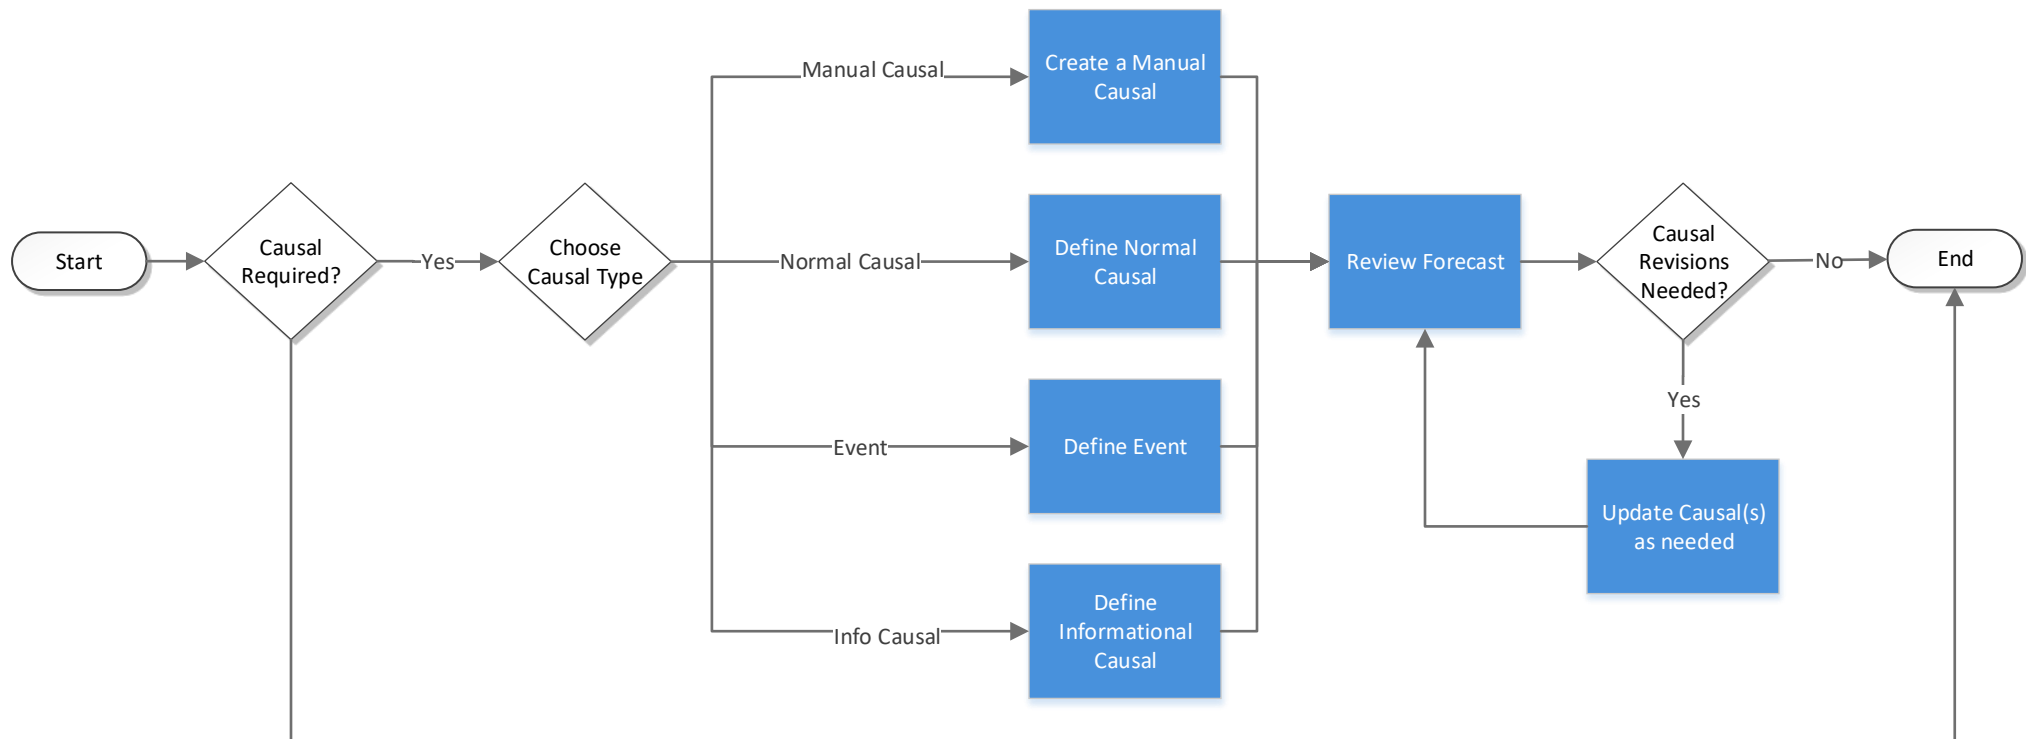 Start
Causal
Required?
Yes
Choose
Causal Type
Manual Causal
Create a Manual
Causal
Normal Causal
Define Normal
Causal
Event
Define Event
Info Causal
Define
Informational
Causal
Review Forecast
Causal
Revisions
Needed?
No
End
Yes
Update Causal(s)
as needed